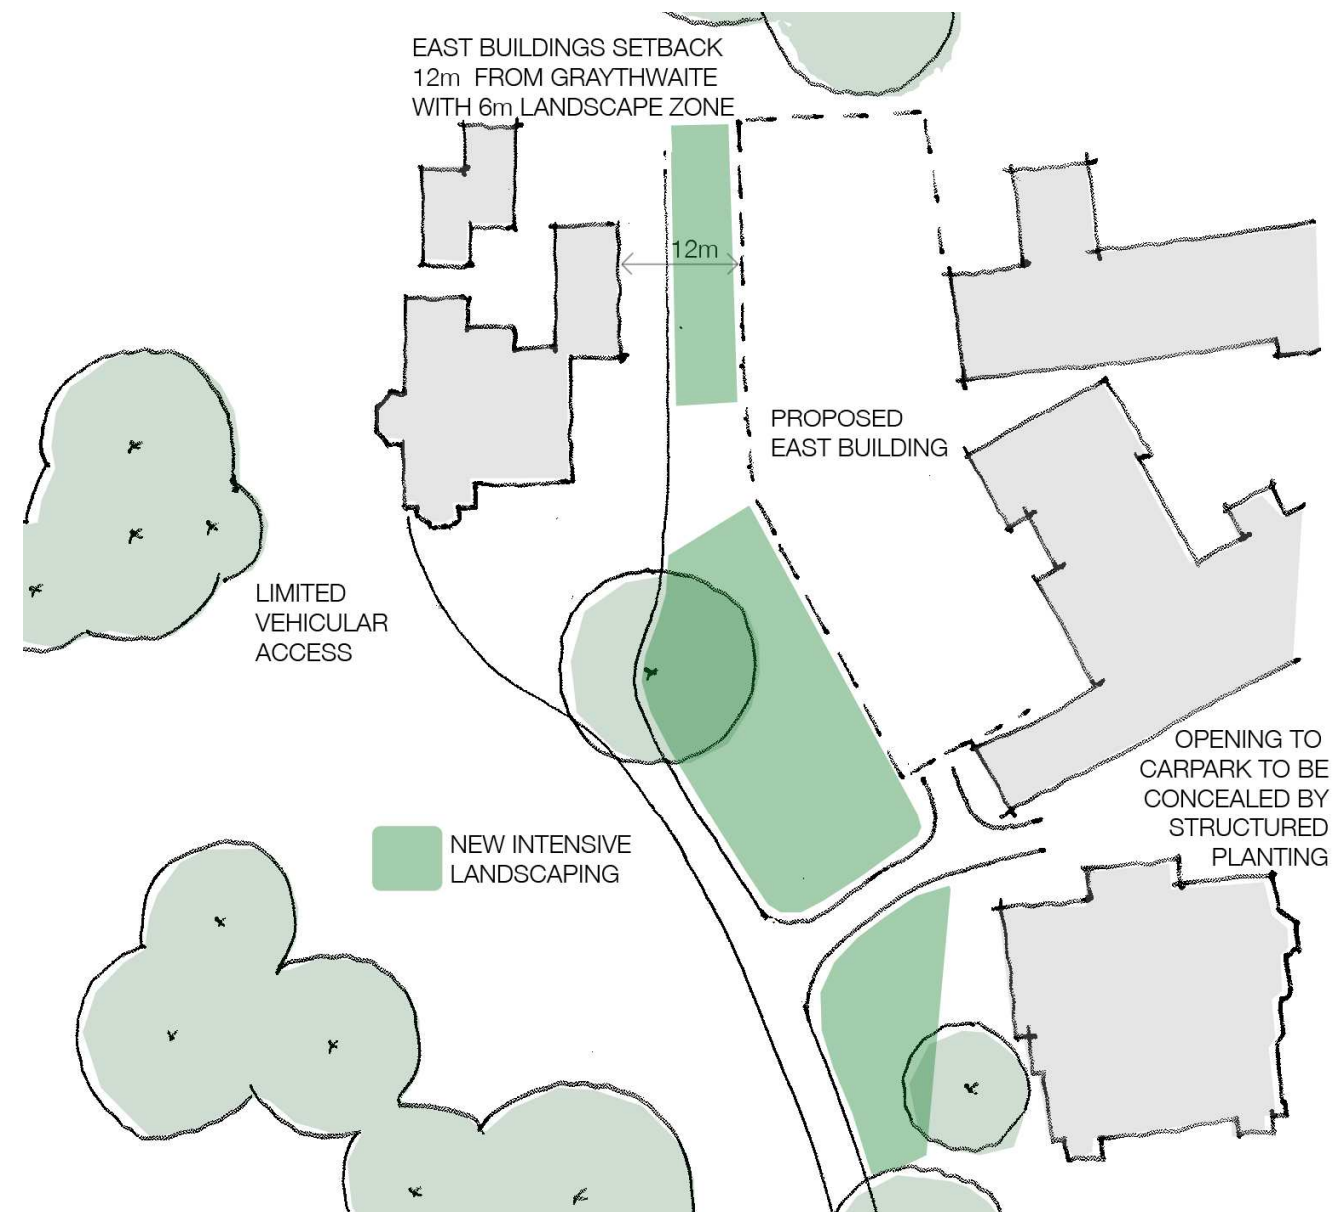 EAST BUILDINGS SETBACK
12m FROM GRAYTHWAITE
WITH 6m LANDSCAPE ZONE
12m
PROPOSED
EAST BUILDING
LIMITED
VEHICULAR
ACCESS
OPENING TO
CARPARK TO BE
CONCEALED BY
STRUCTURED
PLANTING
NEW INTENSIVE
LANDSCAPING